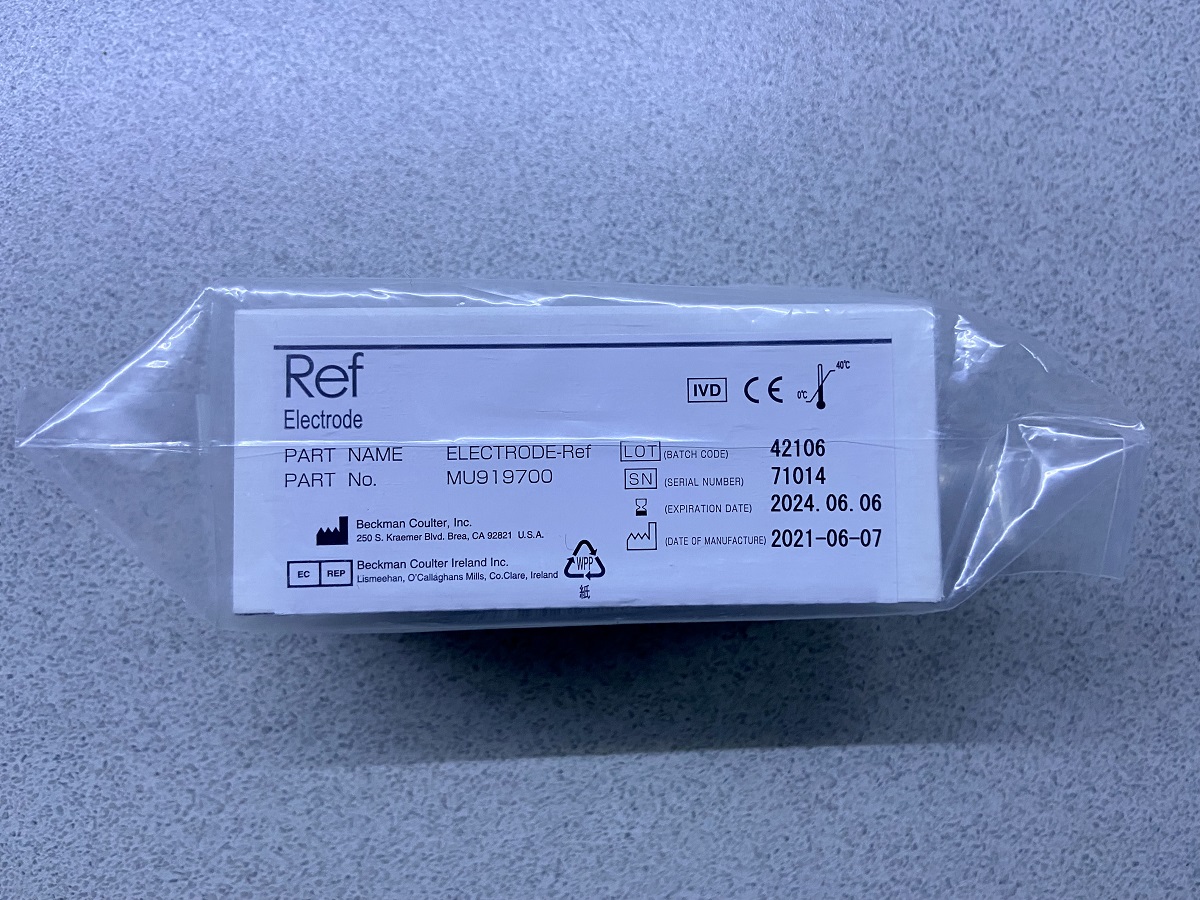 Ref
Electrode
IVD CE 0℃ 40℃
PART NAME ELECTRODE-Ref
PART No. MU919700
LOT (BATCH CODE) 42106
SN (SERIAL NUMBER) 71014
(EXPIRATION DATE) 2024.06.06
(DATE OF MANUFACTURE) 2021-06-07
Beckman Coulter, Inc.
250 S. Kraemer Blvd. Brea, CA 92821 U.S.A.
EC REP Beckman Coulter Ireland Inc.
Lismeehan, O'Callaghans Mills, Co.Clare, Ireland
WPP
紙